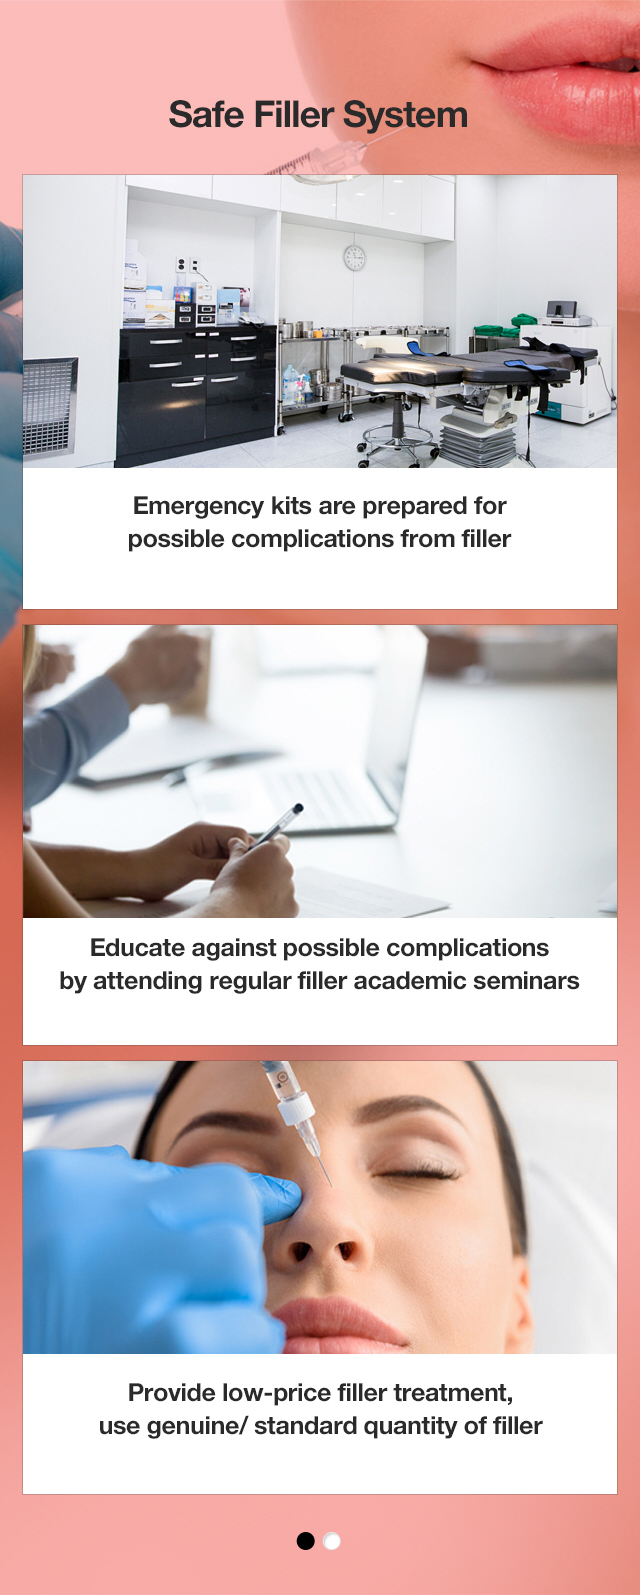 Safe Filler System
Emergency kits are prepared for
possible complications from filler
Educate against possible complications
by attending regular filler academic seminars
Provide low-price filler treatment,
use genuine/ standard quantity of filler